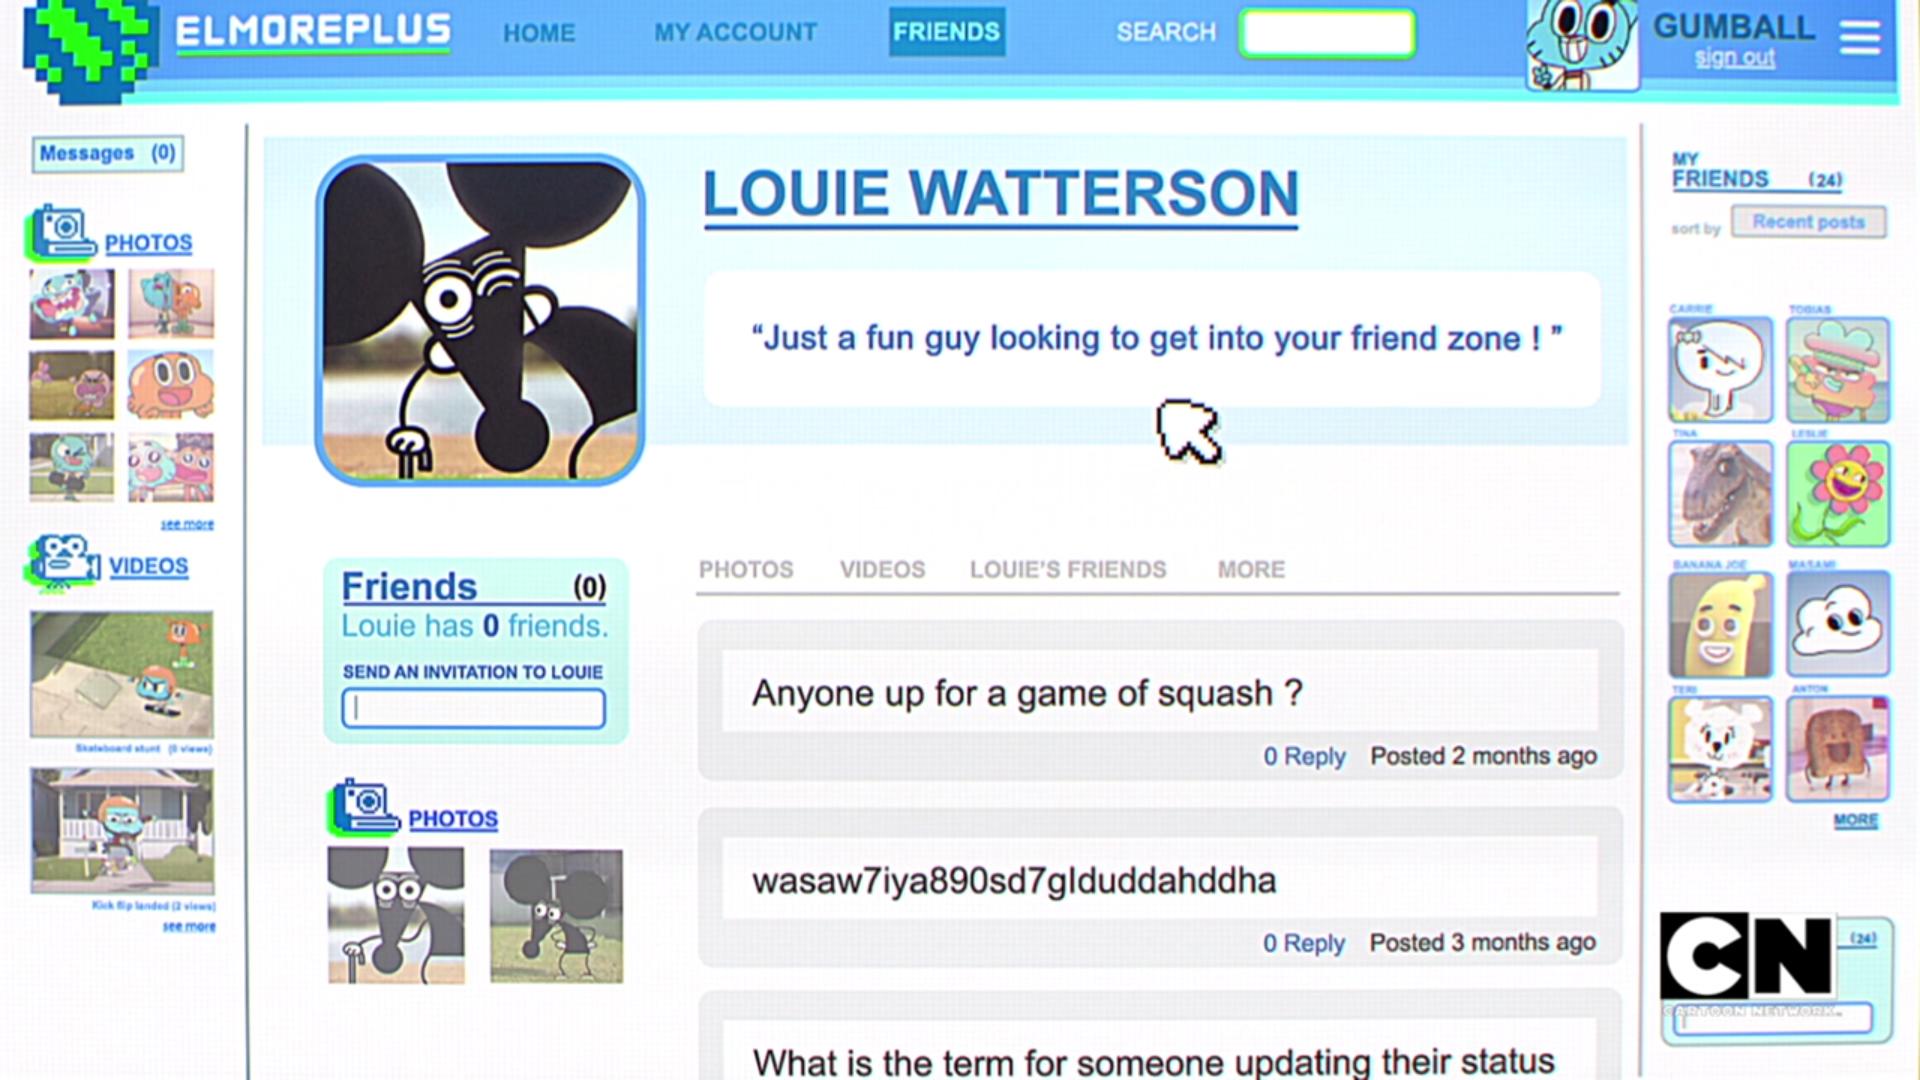 ELMOREPLUS
HOME
MY ACCOUNT
FRIENDS
SEARCH
GUMBALL
sign out
Messages (0)
PHOTOS
see more
VIDEOS
Skateboard stunt (0 views)
Kick flip landed (2 views)
see more
LOUIE WATTERSON
“Just a fun guy looking to get into your friend zone ! ”
Friends (0)
Louie has 0 friends.
SEND AN INVITATION TO LOUIE
PHOTOS
PHOTOS
VIDEOS
LOUIE'S FRIENDS
MORE
Anyone up for a game of squash ?
0 Reply Posted 2 months ago
wasaw7iya890sd7glduddahddha
0 Reply Posted 3 months ago
What is the term for someone updating their status
MY
FRIENDS (24)
sort by Recent posts
CARRIE
TOBIAS
TINA
LESLIE
BANANA JOE
MASAMI
TERI
ANTON
MORE
(24)
CN
CARTOON NETWORK